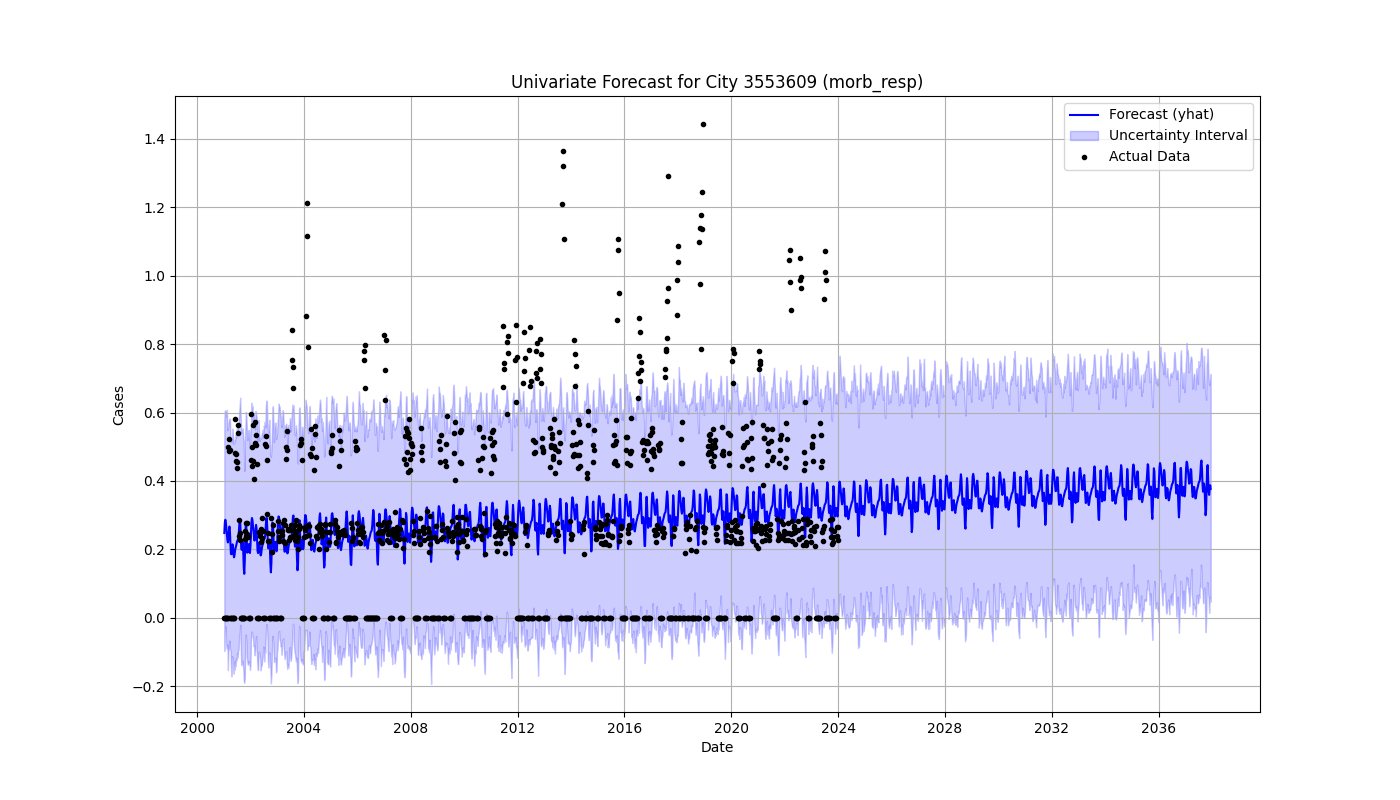 Univariate Forecast for City 3553609 (morb_resp)
Forecast (yhat)
Uncertainty Interval
Actual Data
1.4
1.2
1.0
0.8
0.6
0.4
0.2
0.0
−0.2
Cases
2000 2004 2008 2012 2016 2020 2024 2028 2032 2036
Date